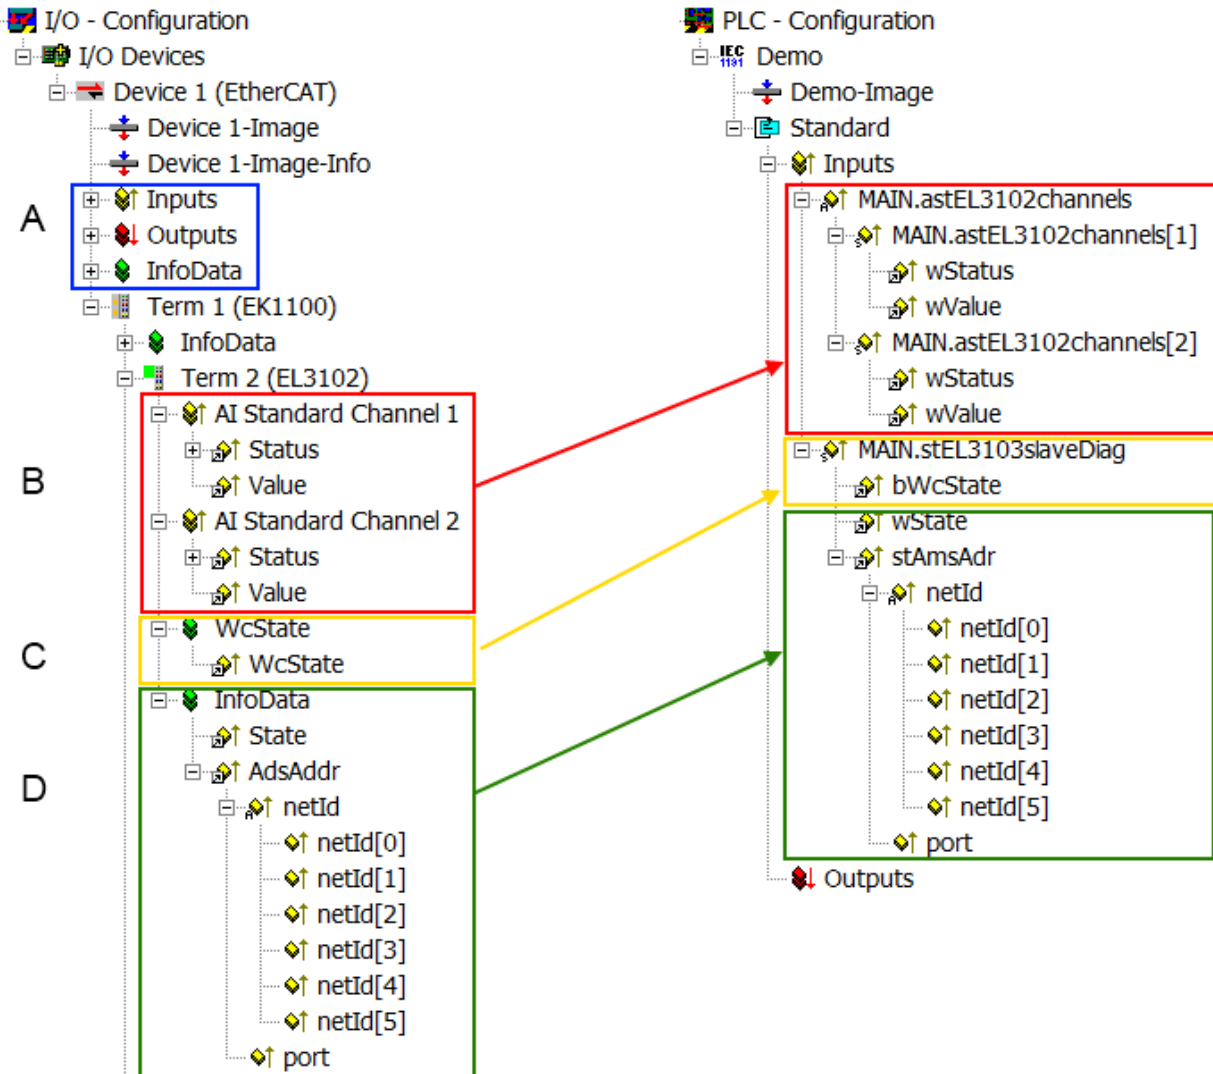 I/O - Configuration
I/O Devices
Device 1 (EtherCAT)
Device 1-Image
Device 1-Image-Info
A
Inputs
Outputs
InfoData
Term 1 (EK1100)
InfoData
Term 2 (EL3102)
B
AI Standard Channel 1
Status
Value
AI Standard Channel 2
Status
Value
C
WcState
WcState
D
InfoData
State
AdsAddr
netId
netId[0]
netId[1]
netId[2]
netId[3]
netId[4]
netId[5]
port
PLC - Configuration
IEC
1131
Demo
Demo-Image
Standard
Inputs
MAIN.astEL3102channels
MAIN.astEL3102channels[1]
wStatus
wValue
MAIN.astEL3102channels[2]
wStatus
wValue
MAIN.stEL3103slaveDiag
bWcState
wState
stAmsAdr
netId
netId[0]
netId[1]
netId[2]
netId[3]
netId[4]
netId[5]
port
Outputs